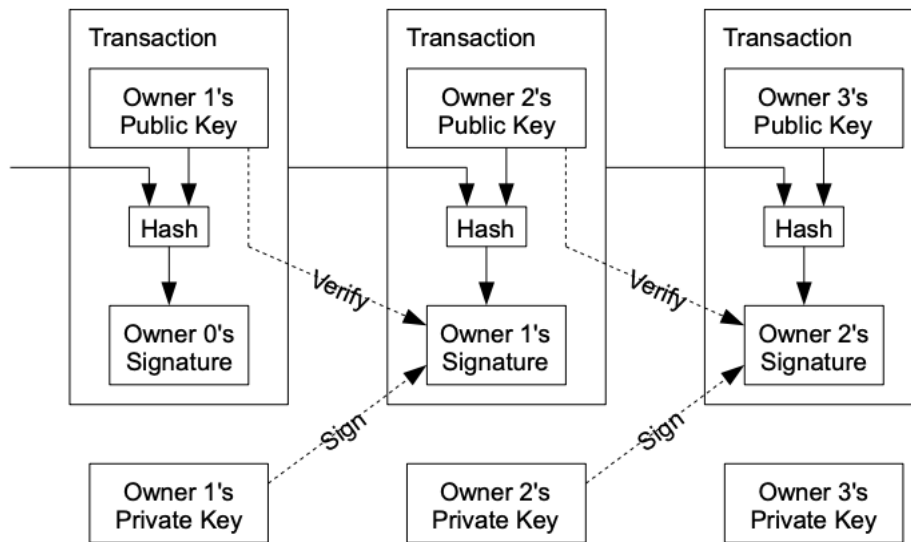 Transaction
Owner 1's
Public Key
Hash
Owner 0's
Signature
Verify
Transaction
Owner 2's
Public Key
Hash
Owner 1's
Signature
Verify
Transaction
Owner 3's
Public Key
Hash
Owner 2's
Signature
Sign
Sign
Owner 1's
Private Key
Owner 2's
Private Key
Owner 3's
Private Key